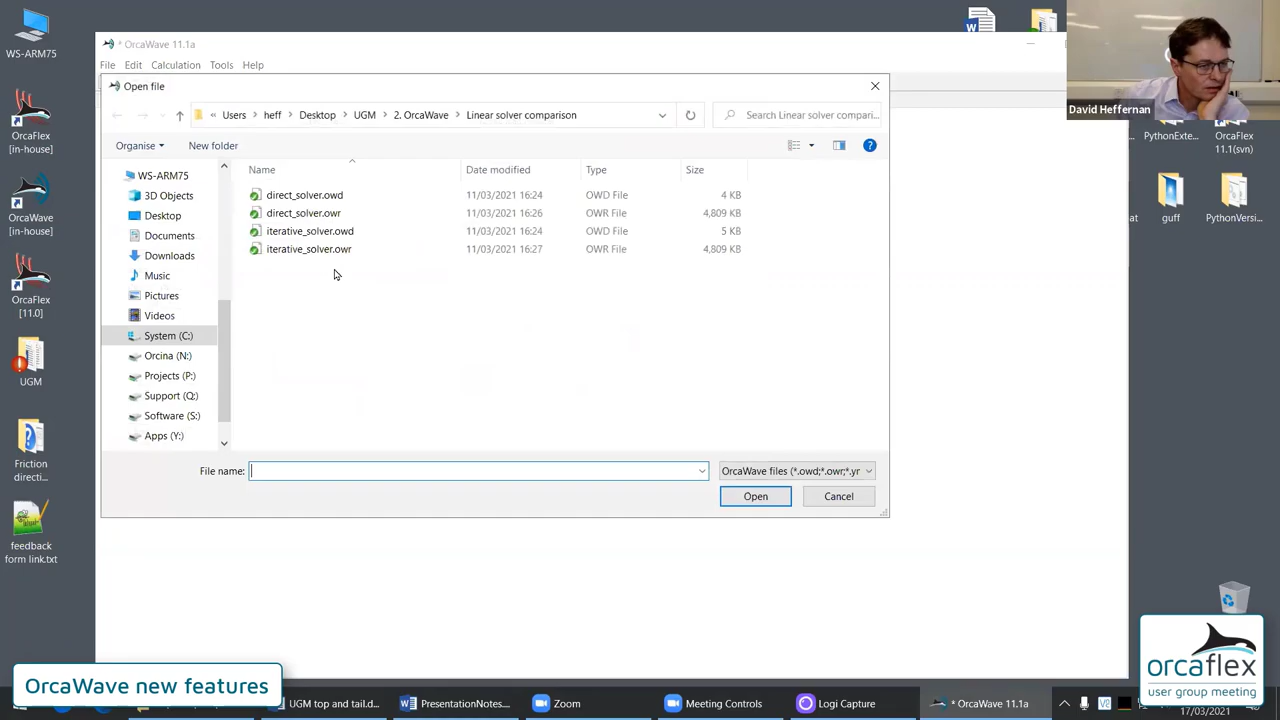 WS-ARM75
OrcaFlex
[in-house]
OrcaWave
[in-house]
OrcaFlex
[11.0]
UGM
Friction
directi...
feedback
form link.txt
* OrcaWave 11.1a
File Edit Calculation Tools Help
Open file
« Users > heff > Desktop > UGM > 2. OrcaWave > Linear solver comparison
Search Linear solver compari...
Organise New folder
Name Date modified Type Size
direct_solver.owd 11/03/2021 16:24 OWD File 4 KB
direct_solver.owr 11/03/2021 16:26 OWR File 4,809 KB
iterative_solver.owd 11/03/2021 16:24 OWD File 5 KB
iterative_solver.owr 11/03/2021 16:27 OWR File 4,809 KB
WS-ARM75
3D Objects
Desktop
Documents
Downloads
Music
Pictures
Videos
System (C:)
Orcina (N:)
Projects (P:)
Support (Q:)
Software (S:)
Apps (Y:)
File name:
OrcaWave files (*.owd;*.owr;*.yr
Open Cancel
David Heffernan
PythonExte...
OrcaFlex
11.1(svn)
at
guff
PythonVersi...
orcaflex
user group meeting
OrcaWave new features
UGM top and tail.d...
PresentationNotes...
Zoom
Meeting Controls
Logi Capture
* OrcaWave 11.1a
17/03/2021